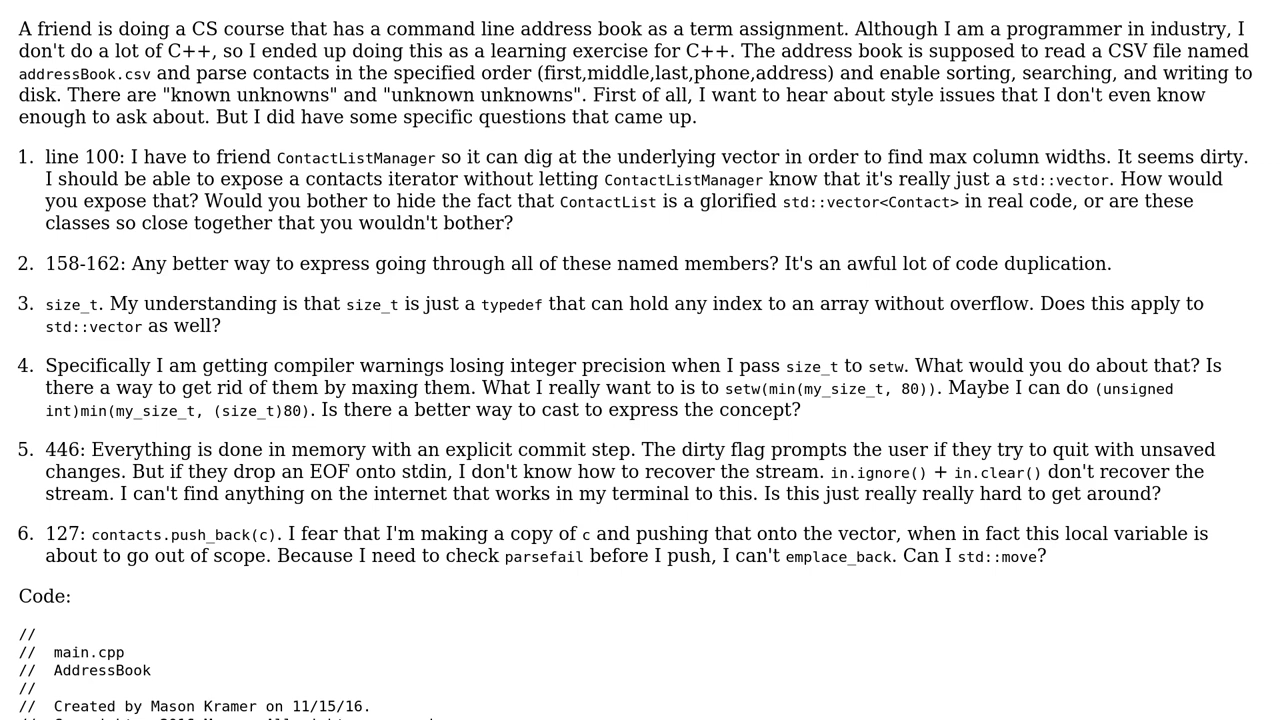 A friend is doing a CS course that has a command line address book as a term assignment. Although I am a programmer in industry, I
don't do a lot of C++, so I ended up doing this as a learning exercise for C++. The address book is supposed to read a CSV file named
addressBook.csv and parse contacts in the specified order (first,middle,last,phone,address) and enable sorting, searching, and writing to
disk. There are "known unknowns" and "unknown unknowns". First of all, I want to hear about style issues that I don't even know
enough to ask about. But I did have some specific questions that came up.
1. line 100: I have to friend ContactListManager so it can dig at the underlying vector in order to find max column widths. It seems dirty.
I should be able to expose a contacts iterator without letting ContactListManager know that it's really just a std::vector. How would
you expose that? Would you bother to hide the fact that ContactList is a glorified std::vector<Contact> in real code, or are these
classes so close together that you wouldn't bother?
2. 158-162: Any better way to express going through all of these named members? It's an awful lot of code duplication.
3. size_t. My understanding is that size_t is just a typedef that can hold any index to an array without overflow. Does this apply to
std::vector as well?
4. Specifically I am getting compiler warnings losing integer precision when I pass size_t to setw. What would you do about that? Is
there a way to get rid of them by maxing them. What I really want to is to setw(min(my_size_t, 80)). Maybe I can do (unsigned
int)min(my_size_t, (size_t)80). Is there a better way to cast to express the concept?
5. 446: Everything is done in memory with an explicit commit step. The dirty flag prompts the user if they try to quit with unsaved
changes. But if they drop an EOF onto stdin, I don't know how to recover the stream. in.ignore() + in.clear() don't recover the
stream. I can't find anything on the internet that works in my terminal to this. Is this just really really hard to get around?
6. 127: contacts.push_back(c). I fear that I'm making a copy of c and pushing that onto the vector, when in fact this local variable is
about to go out of scope. Because I need to check parsefail before I push, I can't emplace_back. Can I std::move?
Code:
//
// main.cpp
// AddressBook
//
// Created by Mason Kramer on 11/15/16.